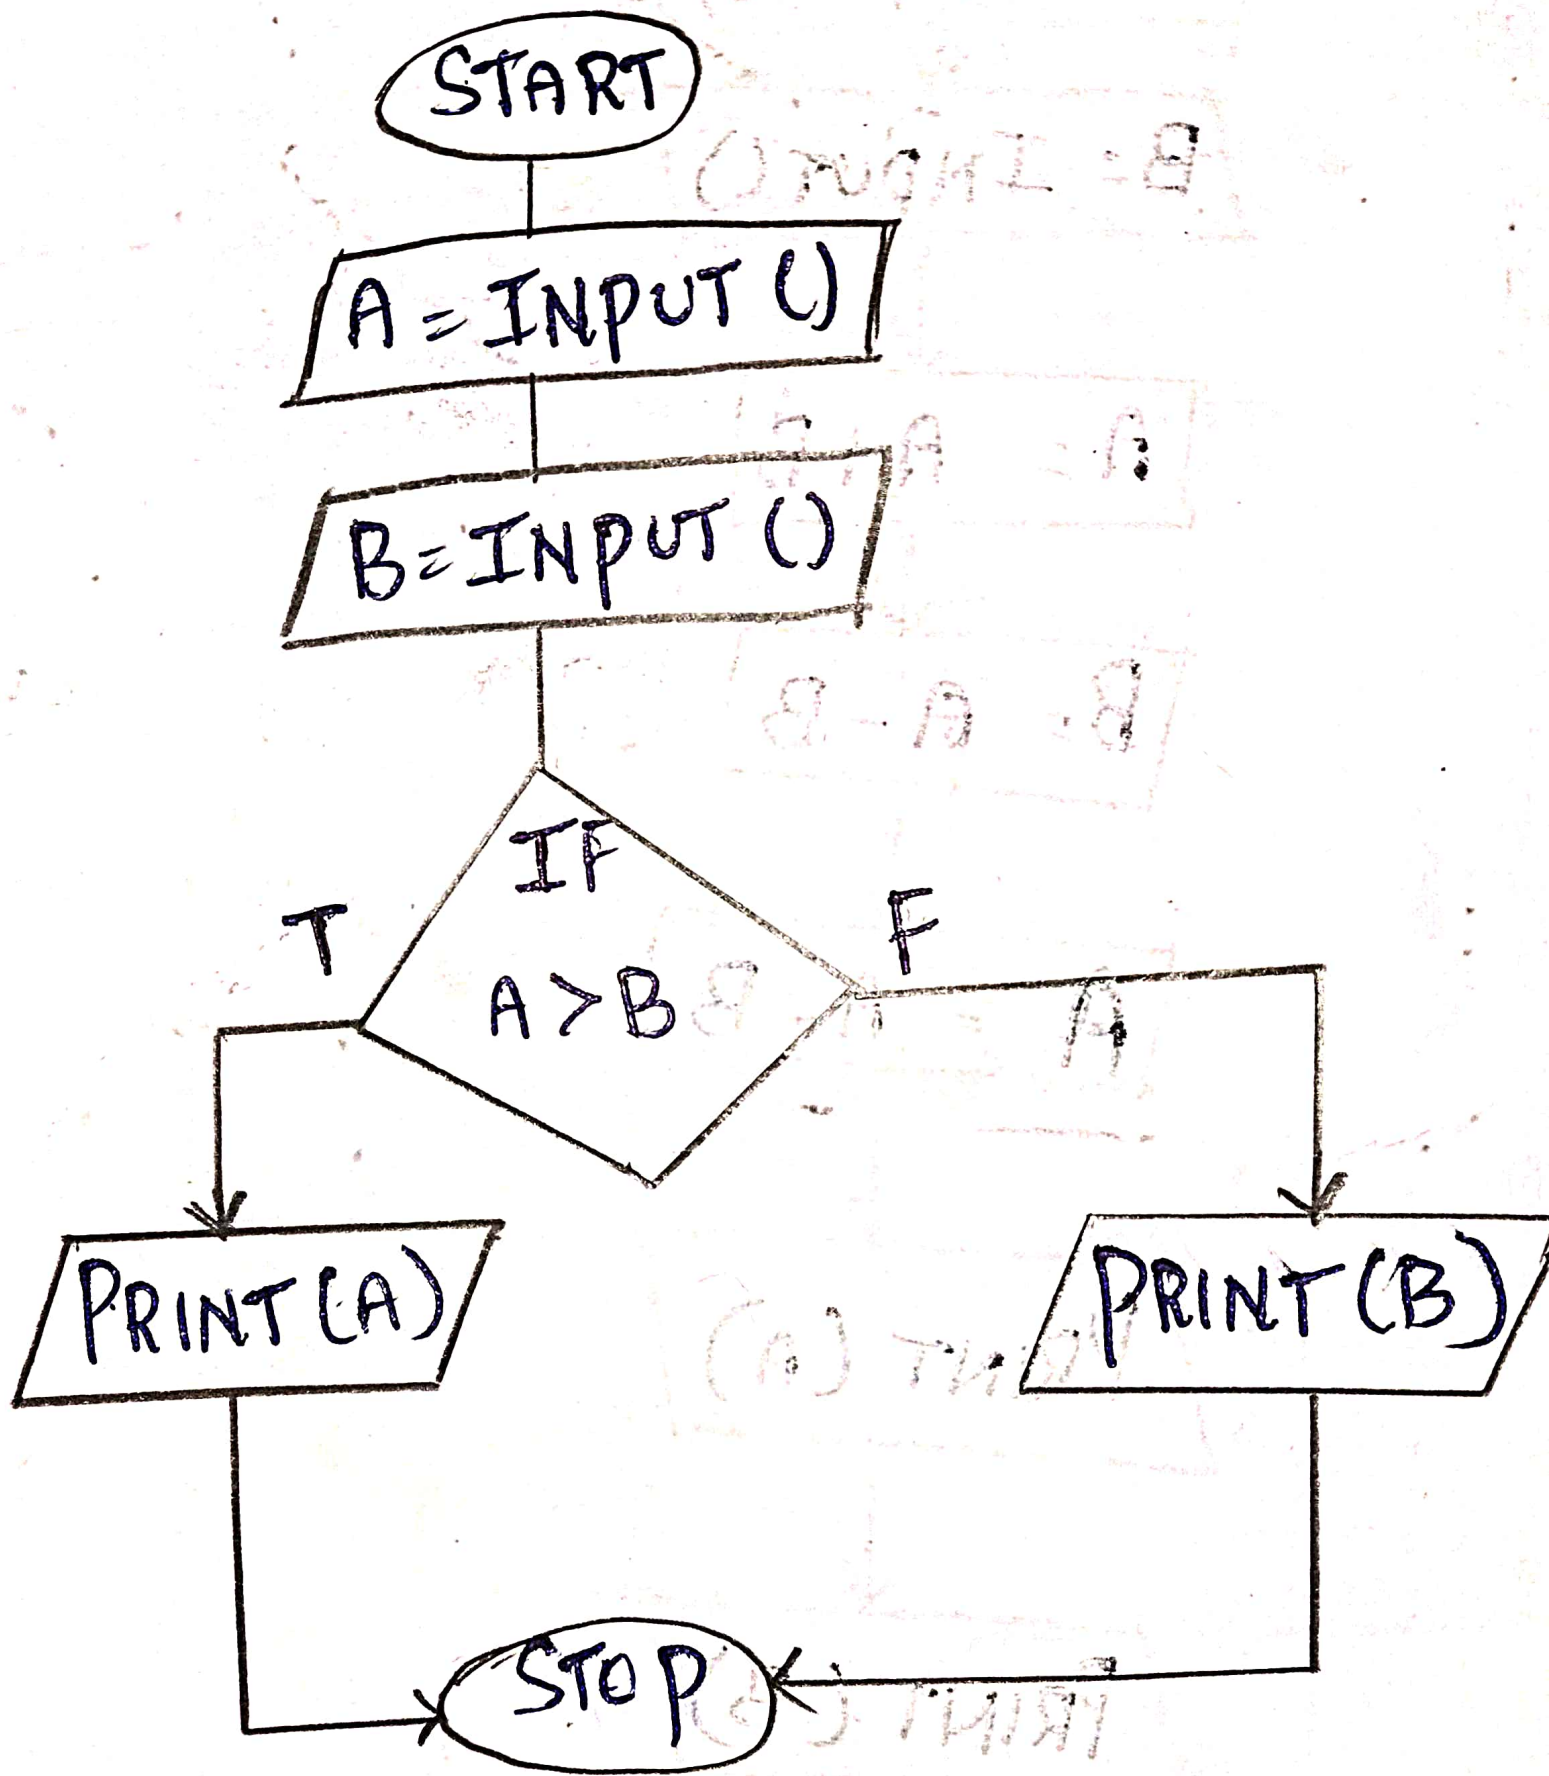 START
A = INPUT ()
B = INPUT ()
IF
T
F
A > B
PRINT (A)
PRINT (B)
STOP